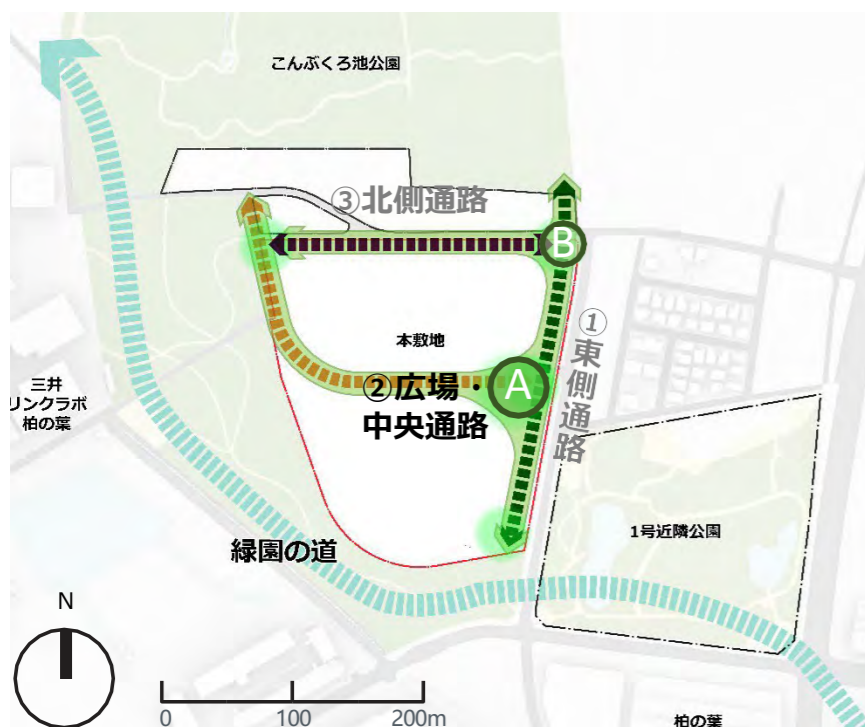 こんぶくろ池公園
③北側通路
B
①東側通路
本敷地
A
②広場・
中央通路
三井
リンクラボ
柏の葉
1号近隣公園
緑園の道
N
0 100 200m
柏の葉